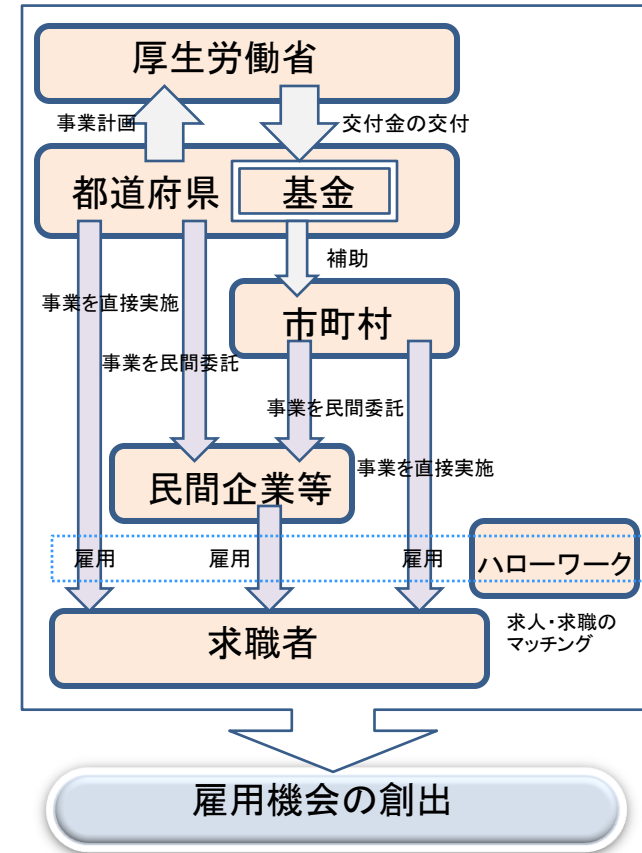 厚生労働省
事業計画
交付金の交付
都道府県
基金
補助
事業を直接実施
市町村
事業を民間委託
事業を民間委託
事業を直接実施
民間企業等
雇用
雇用
雇用
ハローワーク
求職者
求人・求職の
マッチング
雇用機会の創出